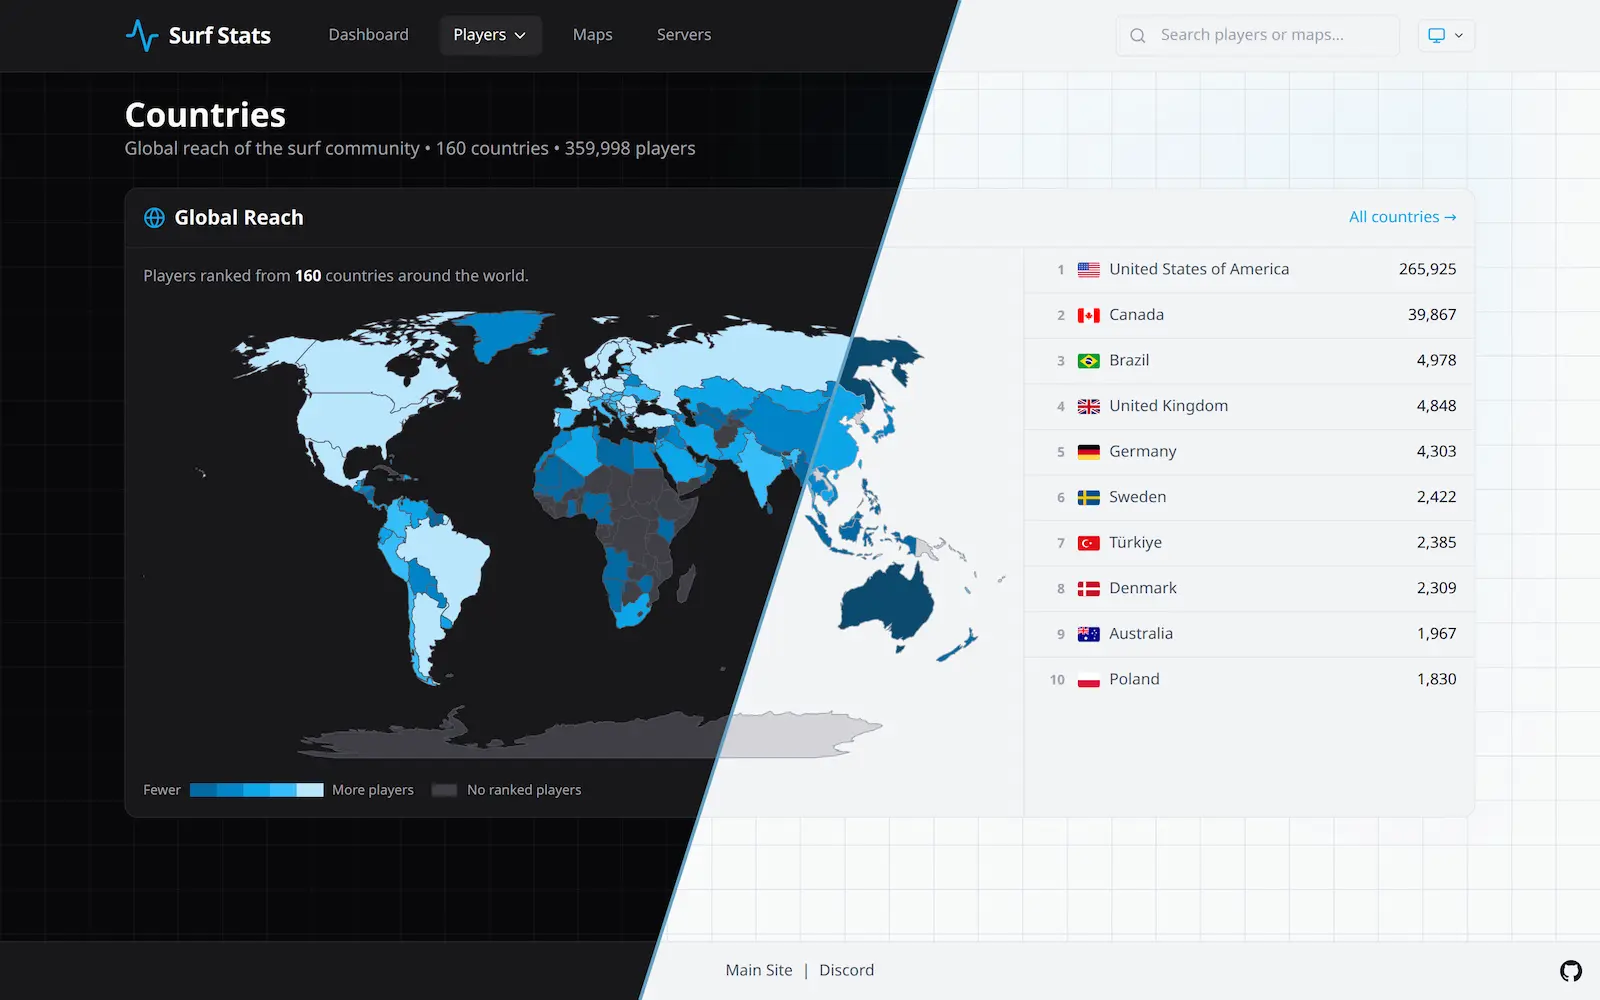 Surf Stats
Dashboard
Players
Maps
Servers
Search players or maps...
Countries
Global reach of the surf community • 160 countries • 359,998 players
Global Reach
All countries →
Players ranked from 160 countries around the world.
1 United States of America 265,925
2 Canada 39,867
3 Brazil 4,978
4 United Kingdom 4,848
5 Germany 4,303
6 Sweden 2,422
7 Türkiye 2,385
8 Denmark 2,309
9 Australia 1,967
10 Poland 1,830
Fewer
More players
No ranked players
Main Site | Discord